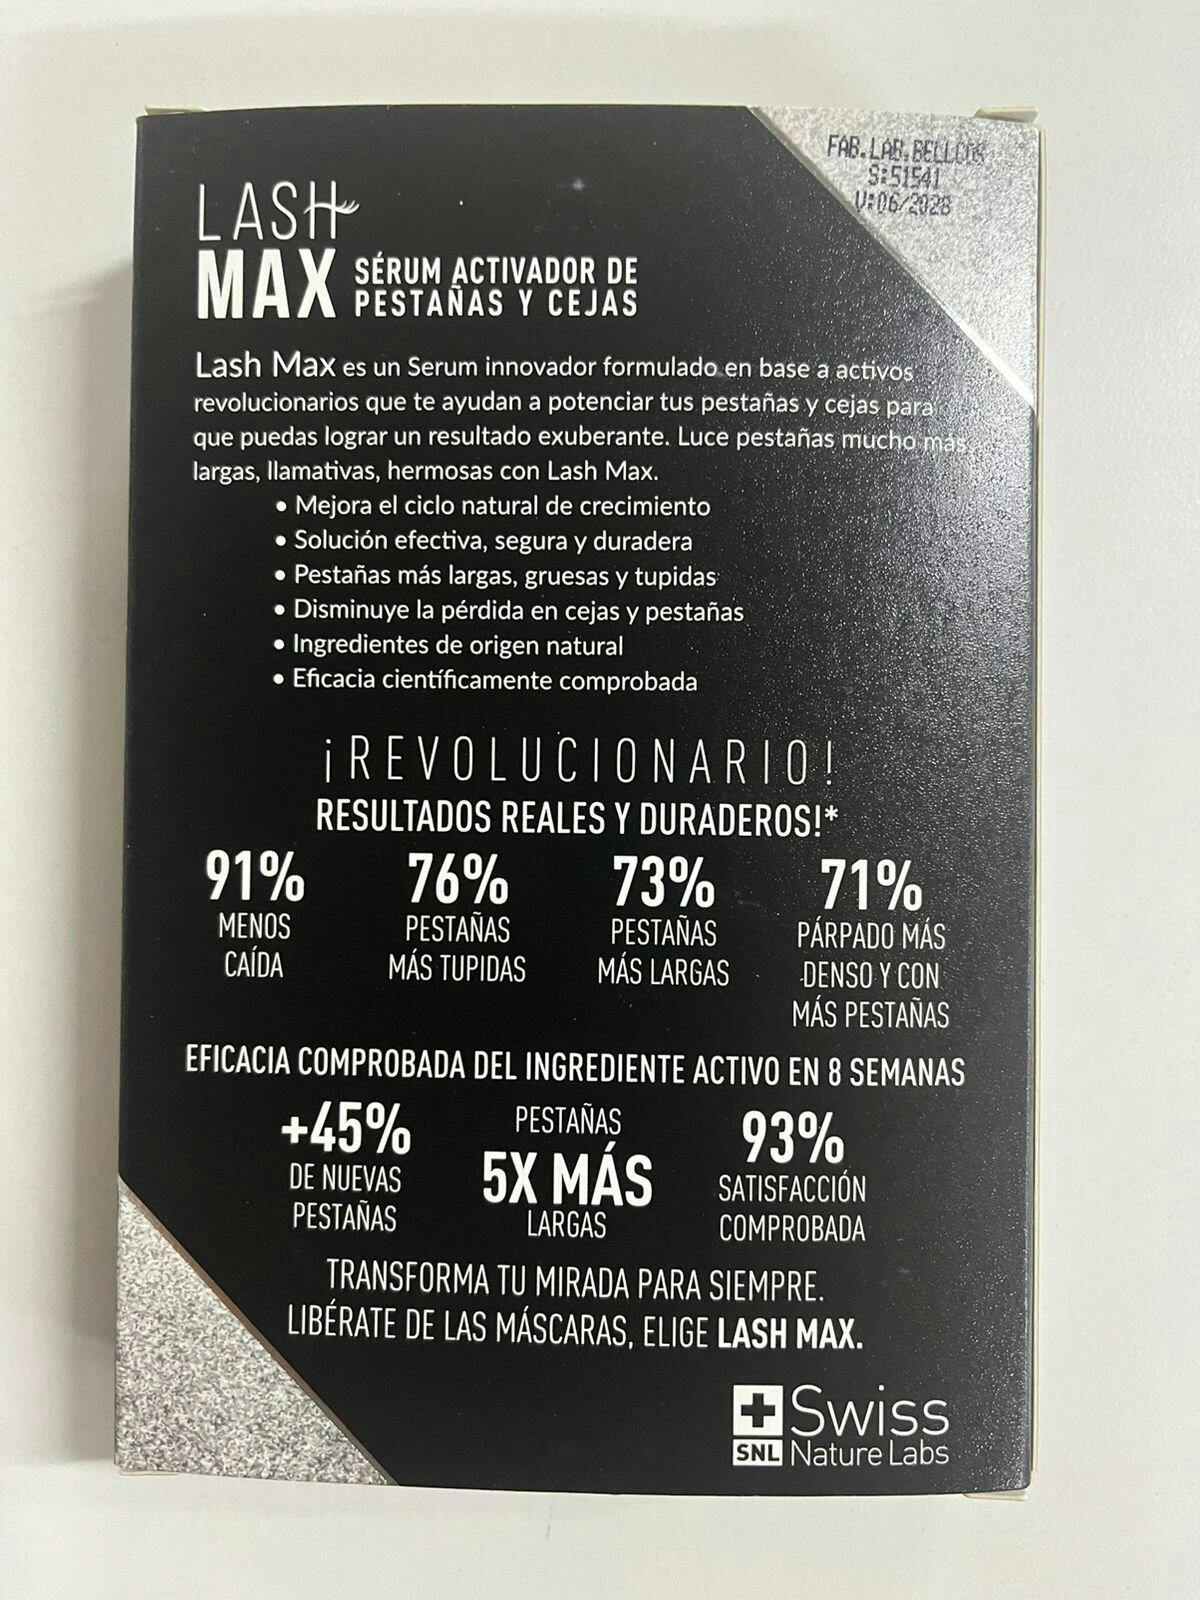 FAB.LAB.BELLCOS
S:51541
V:06/2028
LASH
MAX SÉRUM ACTIVADOR DE
PESTAÑAS Y CEJAS
Lash Max es un Serum innovador formulado en base a activos
revolucionarios que te ayudan a potenciar tus pestañas y cejas para
que puedas lograr un resultado exuberante. Luce pestañas mucho más
largas, llamativas, hermosas con Lash Max.
• Mejora el ciclo natural de crecimiento
• Solución efectiva, segura y duradera
• Pestañas más largas, gruesas y tupidas
• Disminuye la pérdida en cejas y pestañas
• Ingredientes de origen natural
• Eficacia científicamente comprobada
¡REVOLUCIONARIO!
RESULTADOS REALES Y DURADEROS!*
91%
MENOS
CAÍDA
76%
PESTAÑAS
MÁS TUPIDAS
73%
PESTAÑAS
MÁS LARGAS
71%
PÁRPADO MÁS
DENSO Y CON
MÁS PESTAÑAS
EFICACIA COMPROBADA DEL INGREDIENTE ACTIVO EN 8 SEMANAS
+45%
DE NUEVAS
PESTAÑAS
PESTAÑAS
5X MÁS
LARGAS
93%
SATISFACCIÓN
COMPROBADA
TRANSFORMA TU MIRADA PARA SIEMPRE.
LIBÉRATE DE LAS MÁSCARAS, ELIGE LASH MAX.
Swiss
SNL Nature Labs